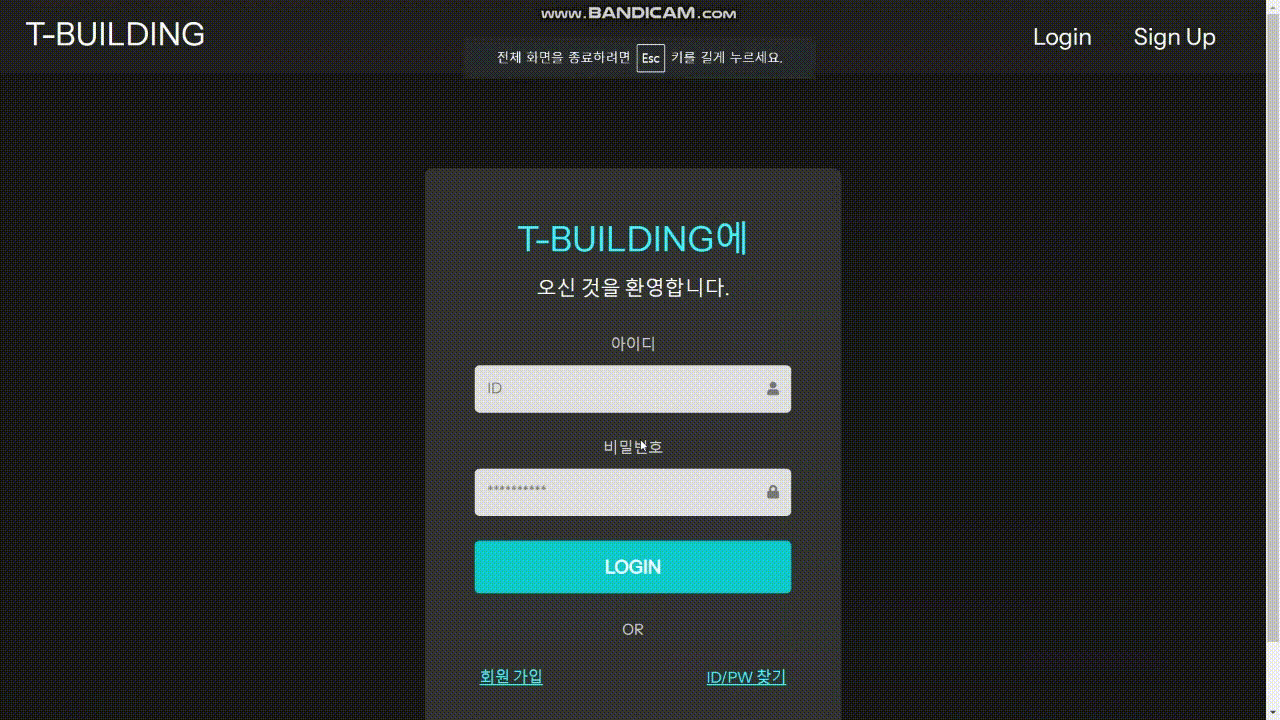 www.BANDICAM.com
T-BUILDING
Login
Sign Up
전체 화면을 종료하려면 Esc 키를 길게 누르세요.
T-BUILDING에
오신 것을 환영합니다.
아이디
ID
비밀번호
**********
LOGIN
OR
회원 가입
ID/PW 찾기